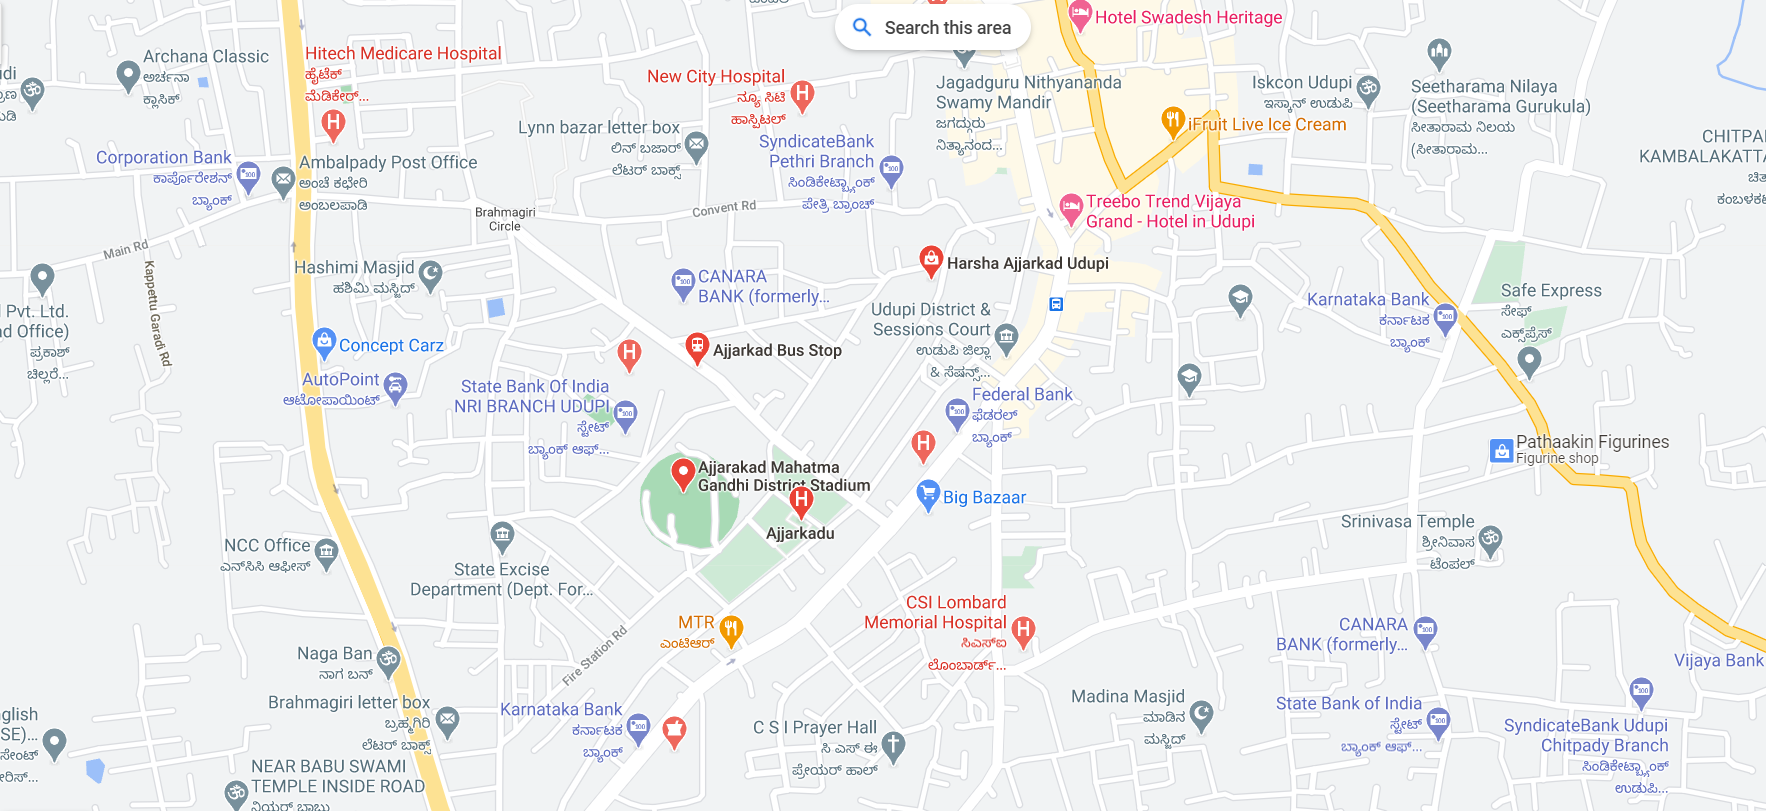 Search this area
Hotel Swadesh Heritage
Archana Classic
ಅರ್ಚನಾ
ಕ್ಲಾಸಿಕ್
Hitech Medicare Hospital
ಹೈಟೆಕ್
ಮೆಡಿಕೇರ್...
New City Hospital
ನ್ಯೂ ಸಿಟಿ
ಹಾಸ್ಪಿಟಲ್
Jagadguru Nithyananda
Swamy Mandir
ಜಗದ್ಗುರು
ನಿತ್ಯಾನಂದ...
Iskcon Udupi
ಇಸ್ಕಾನ್ ಉಡುಪಿ
Seetharama Nilaya
(Seetharama Gurukula)
ಸೀತಾರಾಮ ನಿಲಯ
(ಸೀತಾರಾಮ...
iFruit Live Ice Cream
Lynn bazar letter box
ಲಿನ್ ಬಜಾರ್
ಲೆಟರ್ ಬಾಕ್ಸ್
SyndicateBank
Pethri Branch
ಸಿಂಡಿಕೇಟ್ಬ್ಯಾಂಕ್
ಪೇತ್ರಿ ಬ್ರಾಂಚ್
CHITPA
KAMBALAKATTA
ಚಿತ
ಕಂಬಳಕಟ
Corporation Bank
ಕಾರ್ಪೊರೇಶನ್
ಬ್ಯಾಂಕ್
Ambalpady Post Office
ಅಂಚೆ ಕಛೇರಿ
ಅಂಬಲಪಾಡಿ
Brahmagiri
Circle
Convent Rd
Treebo Trend Vijaya
Grand - Hotel in Udupi
Main Rd
Kappettu Garadi Rd
Hashimi Masjid
ಹಶಿಮಿ ಮಸ್ಜಿದ್
CANARA
BANK (formerly...
Harsha Ajjarkad Udupi
Udupi District &
Sessions Court
ಉಡುಪಿ ಜಿಲ್ಲಾ
& ಸೆಷನ್ಸ್...
Karnataka Bank
ಕರ್ನಾಟಕ
ಬ್ಯಾಂಕ್
Safe Express
ಸೇಫ್
ಎಕ್ಸ್‌ಪ್ರೆಸ್
Pvt. Ltd.
d Office)
ಪ್ರಕಾಶ್
ಚಿಲ್ಲರೆ...
Concept Carz
Ajjarkad Bus Stop
AutoPoint
ಆಟೋಪಾಯಿಂಟ್
State Bank Of India
NRI BRANCH UDUPI
ಸ್ಟೇಟ್
ಬ್ಯಾಂಕ್ ಆಫ್...
Federal Bank
ಫೆಡರಲ್
ಬ್ಯಾಂಕ್
Pathaakin Figurines
Figurine shop
Ajjarakad Mahatma
Gandhi District Stadium
Big Bazaar
Ajjarkadu
Srinivasa Temple
ಶ್ರೀನಿವಾಸ
ಟೆಂಪಲ್
NCC Office
ಎನ್‌ಸಿಸಿ ಆಫೀಸ್
State Excise
Department (Dept. For...
MTR
ಎಂಟಿಆರ್
CSI Lombard
Memorial Hospital
ಸಿಎಸ್ಐ
ಲೊಂಬಾರ್ಡ್...
Fire Station Rd
CANARA
BANK (formerly...
Vijaya Bank
Naga Ban
ನಾಗ ಬನ್
Brahmagiri letter box
ಬ್ರಹ್ಮಗಿರಿ
ಲೆಟರ್ ಬಾಕ್ಸ್
Karnataka Bank
ಕರ್ನಾಟಕ
ಬ್ಯಾಂಕ್
C S I Prayer Hall
ಸಿ ಎಸ್ ಈ
ಪ್ರೇಯರ್ ಹಾಲ್
Madina Masjid
ಮಾಡಿನ
ಮಸ್ಜಿದ್
State Bank of India
ಸ್ಟೇಟ್
ಬ್ಯಾಂಕ್ ಆಫ್...
SyndicateBank Udupi
Chitpady Branch
ಸಿಂಡಿಕೇಟ್ಬ್ಯಾಂಕ್
ಉಡುಪಿ...
nglish
SE)...
ಸೇಂಟ್
ೇರಿಸ್...
NEAR BABU SWAMI
TEMPLE INSIDE ROAD
ನಿಯರ್ ಬಾಬು